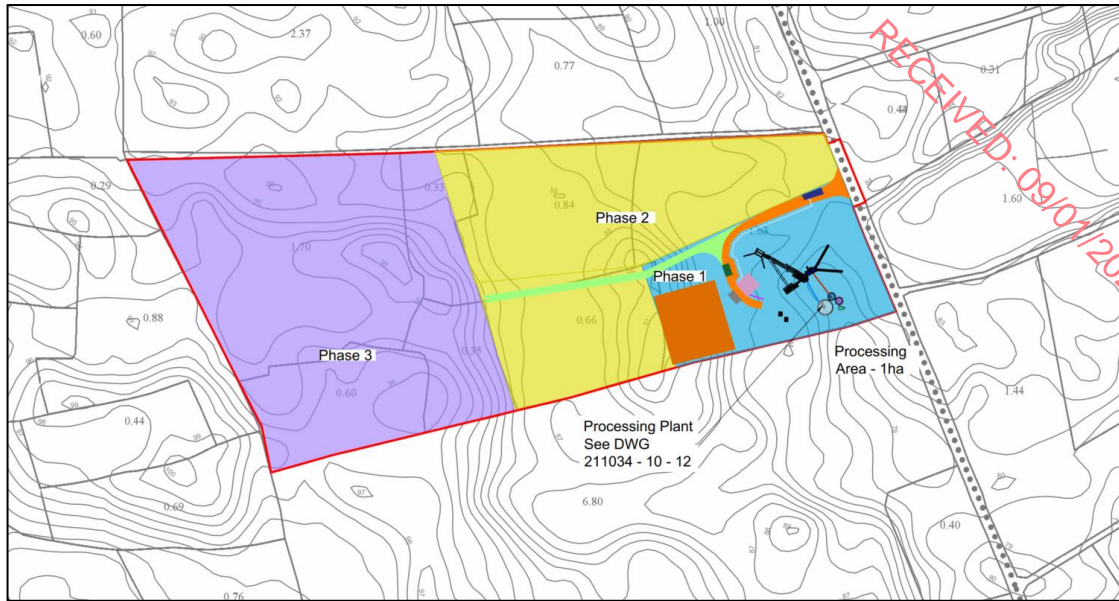 0.60
2.37
1.00
0.77
0.31
0.44
RECEIVED: 09/01/20
0.29
0.33
0.84
1.60
Phase 2
1.70
1.63
Phase 1
0.88
0.66
Phase 3
0.35
Processing
Area - 1ha
0.60
1.44
0.44
Processing Plant
See DWG
211034 - 10 - 12
0.69
6.80
0.40
0.76